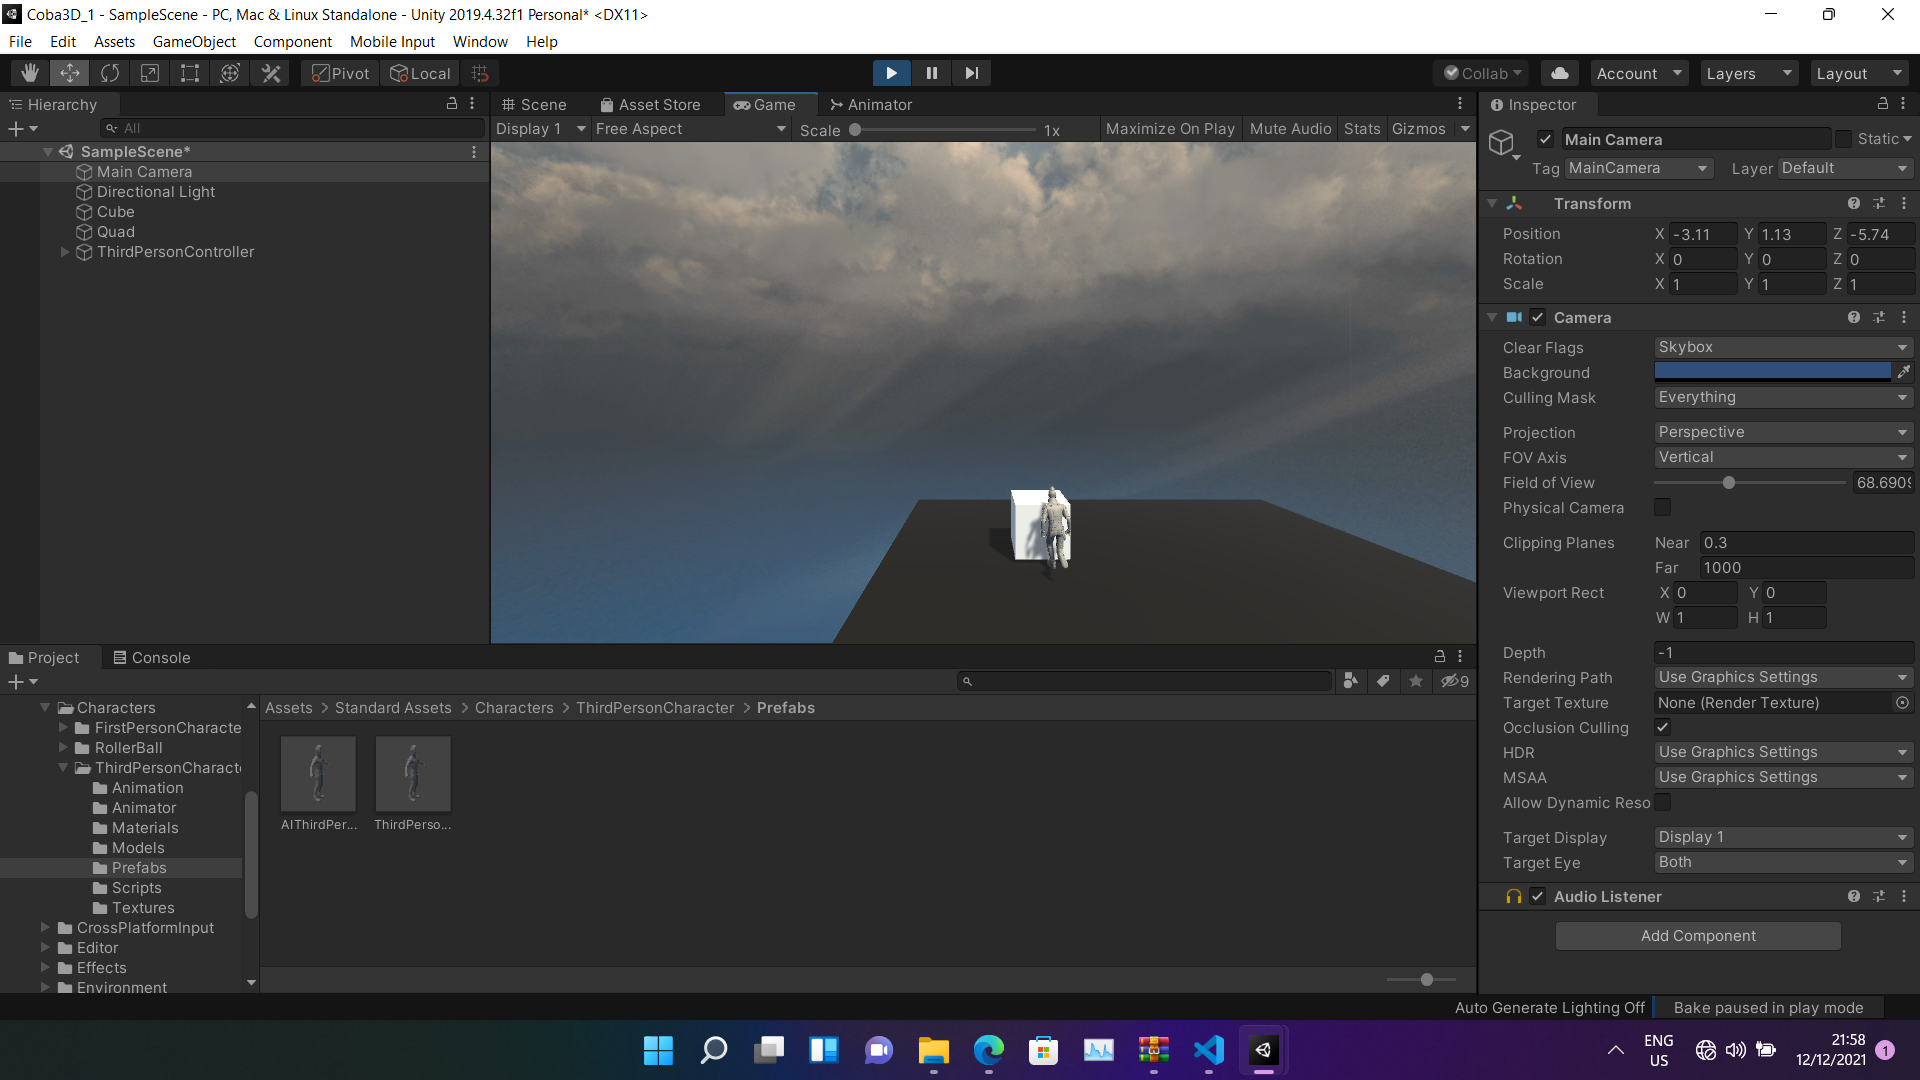 Coba3D_1 - SampleScene - PC, Mac & Linux Standalone - Unity 2019.4.32f1 Personal* <DX11>
File Edit Assets GameObject Component Mobile Input Window Help
Pivot Local Collab Account Layers Layout
Hierarchy
All
SampleScene*
Main Camera
Directional Light
Cube
Quad
ThirdPersonController
Scene Asset Store Game Animator
Display 1 Free Aspect Scale 1x Maximize On Play Mute Audio Stats Gizmos
Inspector
Main Camera Static
Tag MainCamera Layer Default
Transform
Position X -3.11 Y 1.13 Z -5.74
Rotation X 0 Y 0 Z 0
Scale X 1 Y 1 Z 1
Camera
Clear Flags Skybox
Background
Culling Mask Everything
Projection Perspective
FOV Axis Vertical
Field of View 68.6909
Physical Camera
Clipping Planes Near 0.3
Far 1000
Viewport Rect X 0 Y 0
W 1 H 1
Depth -1
Rendering Path Use Graphics Settings
Target Texture None (Render Texture)
Occlusion Culling
HDR Use Graphics Settings
MSAA Use Graphics Settings
Allow Dynamic Reso
Target Display Display 1
Target Eye Both
Audio Listener
Add Component
Project Console
9
Characters
FirstPersonCharacte
RollerBall
ThirdPersonCharact
Animation
Animator
Materials
Models
Prefabs
Scripts
Textures
CrossPlatformInput
Editor
Effects
Environment
Assets > Standard Assets > Characters > ThirdPersonCharacter > Prefabs
AIThirdPer... ThirdPerso...
Auto Generate Lighting Off Bake paused in play mode
ENG
US
21:58
12/12/2021
1